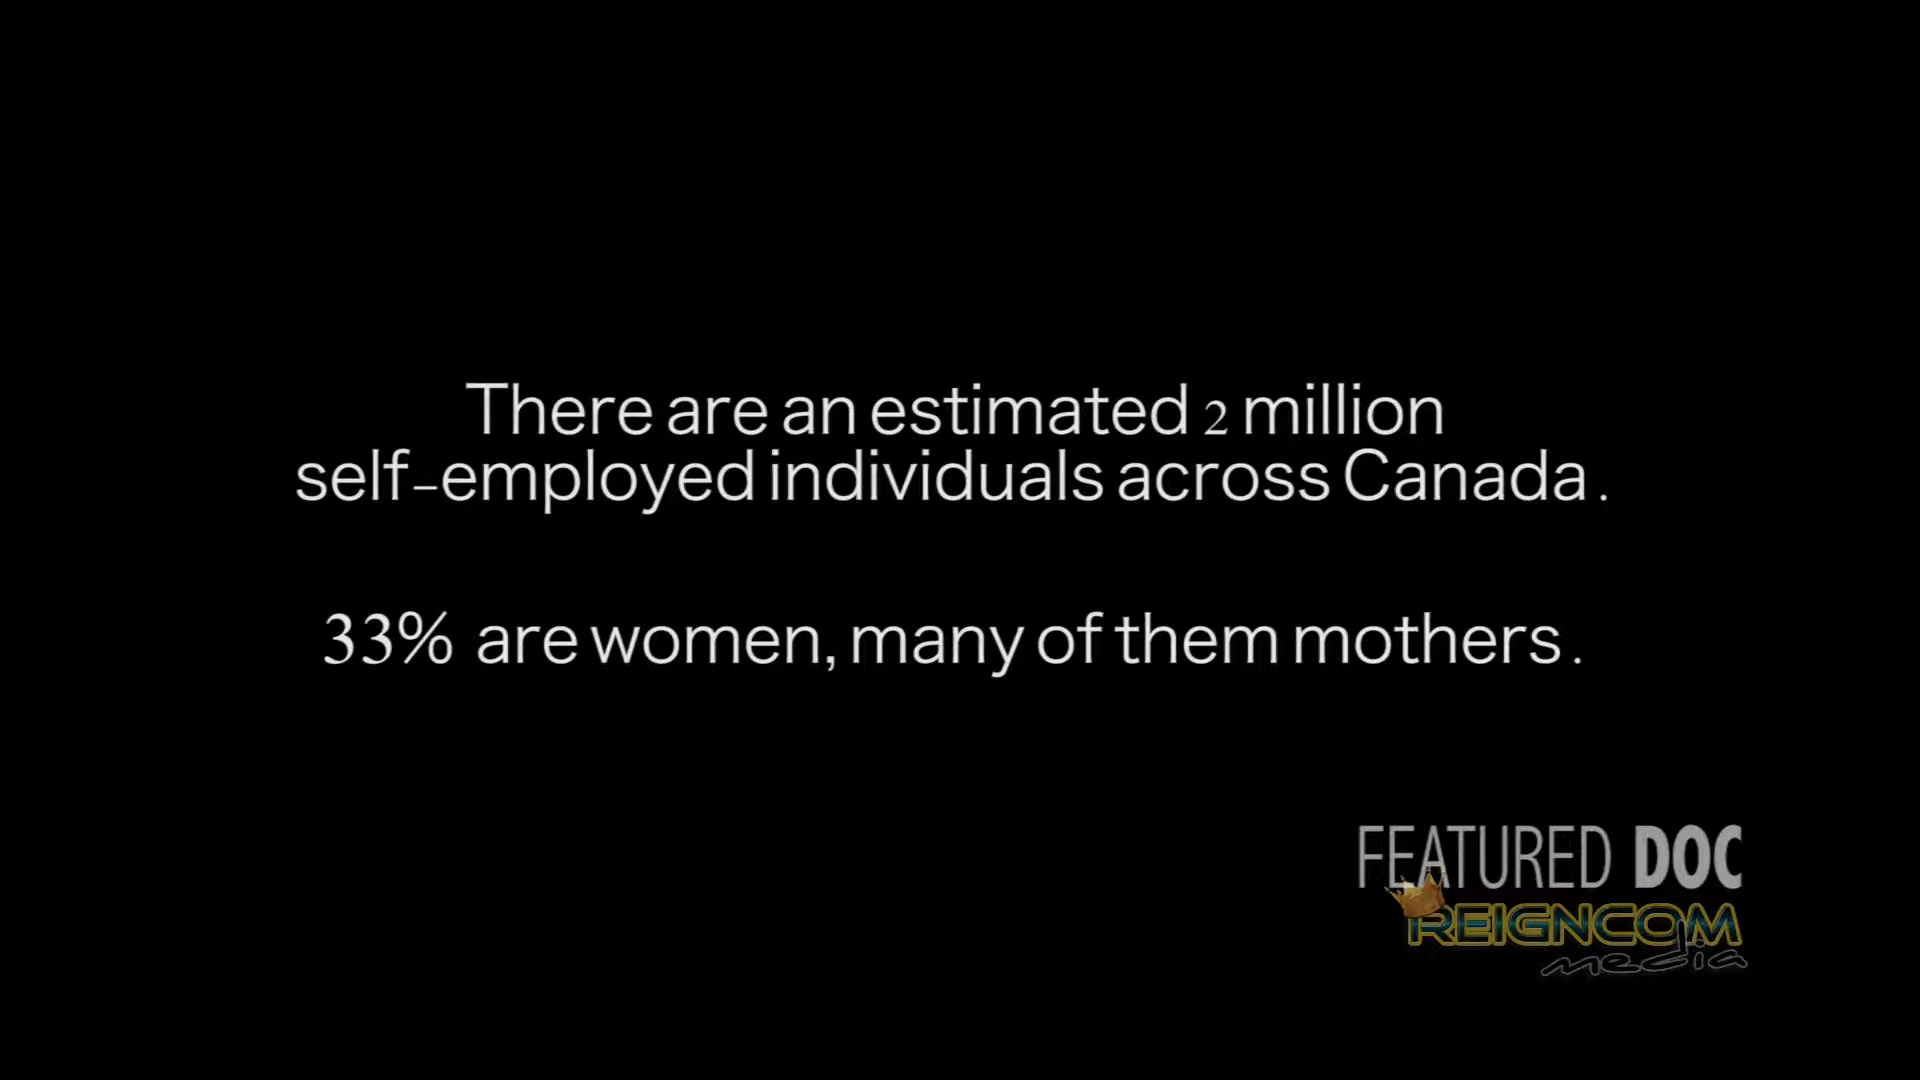 There are an estimated 2 million
self-employed individuals across Canada.
33% are women, many of them mothers.
FEATURED DOC
REIGNCOM
media